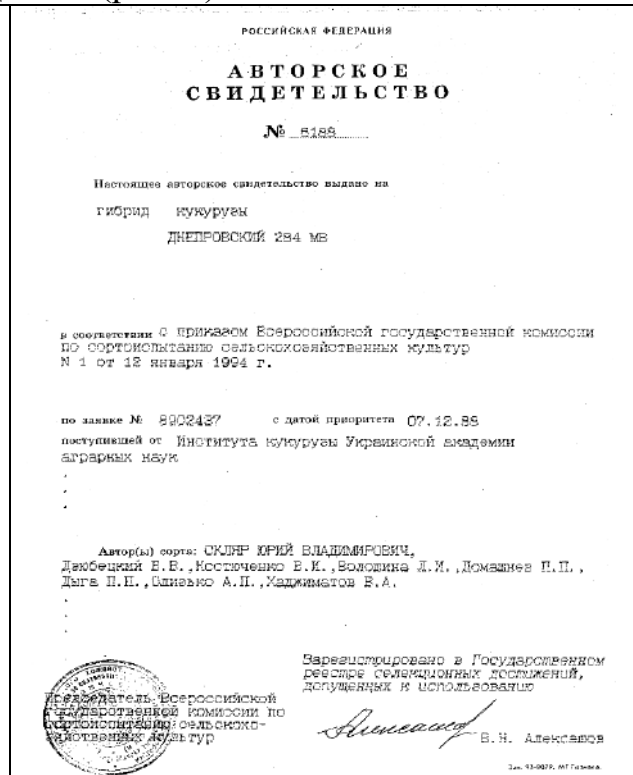 РОССИЙСКАЯ ФЕДЕРАЦИЯ
АВТОРСКОЕ
СВИДЕТЕЛЬСТВО
№ 6188
Настоящее авторское свидетельство выдано на
гибрид кукурузы
ДНЕПРОВСКИЙ 284 МВ
в соответствии с приказом Всероссийской государственной комиссии
по сортоиспытанию сельскохозяйственных культур
N 1 от 12 января 1994 г.
по заявке № 8902437 с датой приоритета 07.12.88
поступившей от Института кукурузы Украинской академии
аграрных наук
Автор(ы) сорта: СКЛЯР ЮРИЙ ВЛАДИМИРОВИЧ,
Дзюбецкий Б.В., Костюченко В.И., Володина Л.И., Домашнев П.П.,
Дыга П.П., Олизько А.П., Хаджиматов В.А.
Зарегистрировано в Государственном
реестре селекционных достижений,
допущенных к использованию
Председатель Всероссийской
государственной комиссии по
сортоиспытанию сельскохо-
зяйственных культур
В.Н. Алексашов